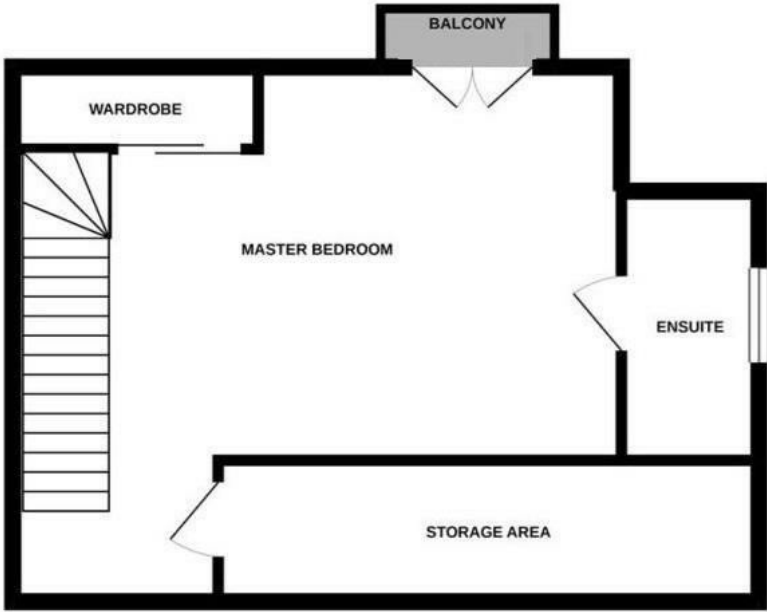 BALCONY
WARDROBE
MASTER BEDROOM
ENSUITE
STORAGE AREA